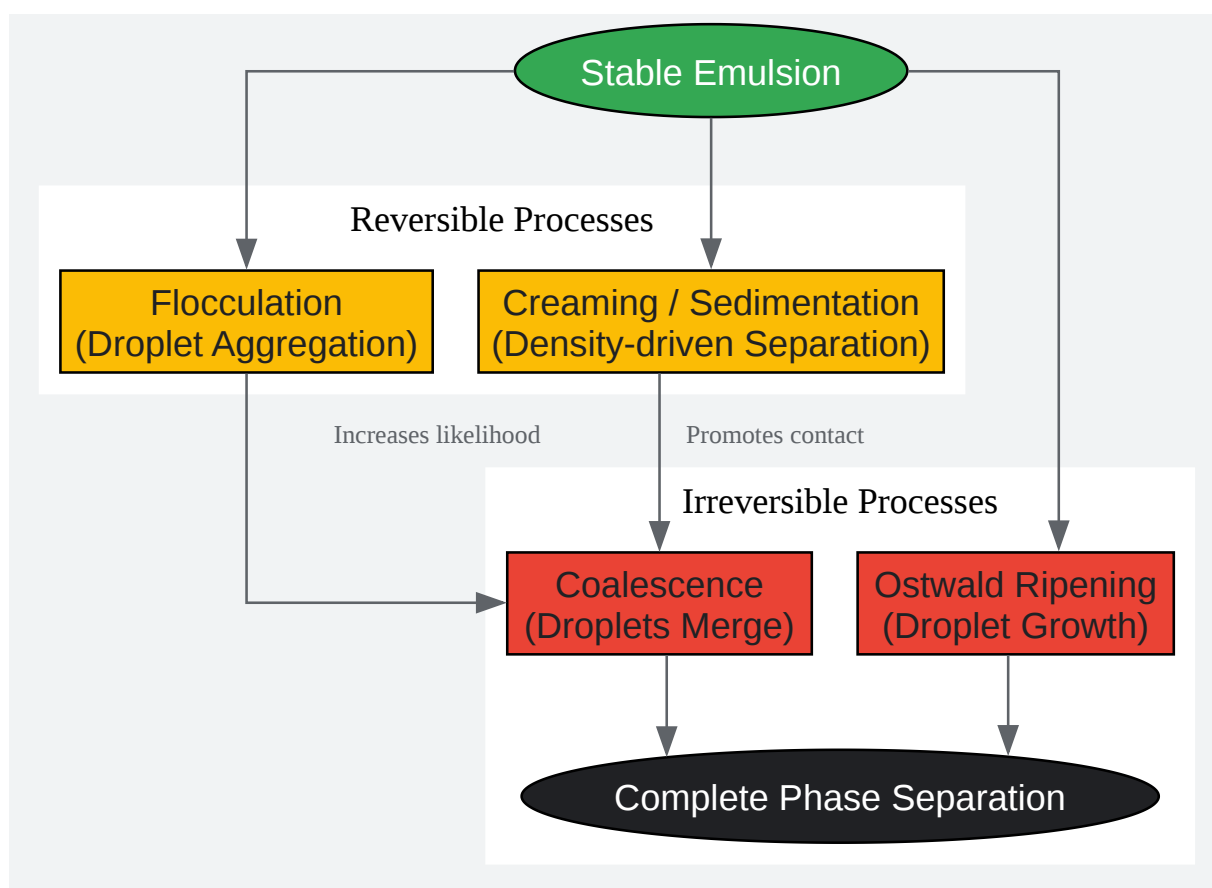 Stable Emulsion
Reversible Processes
Flocculation
(Droplet Aggregation)
Creaming / Sedimentation
(Density-driven Separation)
Increases likelihood
Promotes contact
Irreversible Processes
Coalescence
(Droplets Merge)
Ostwald Ripening
(Droplet Growth)
Complete Phase Separation